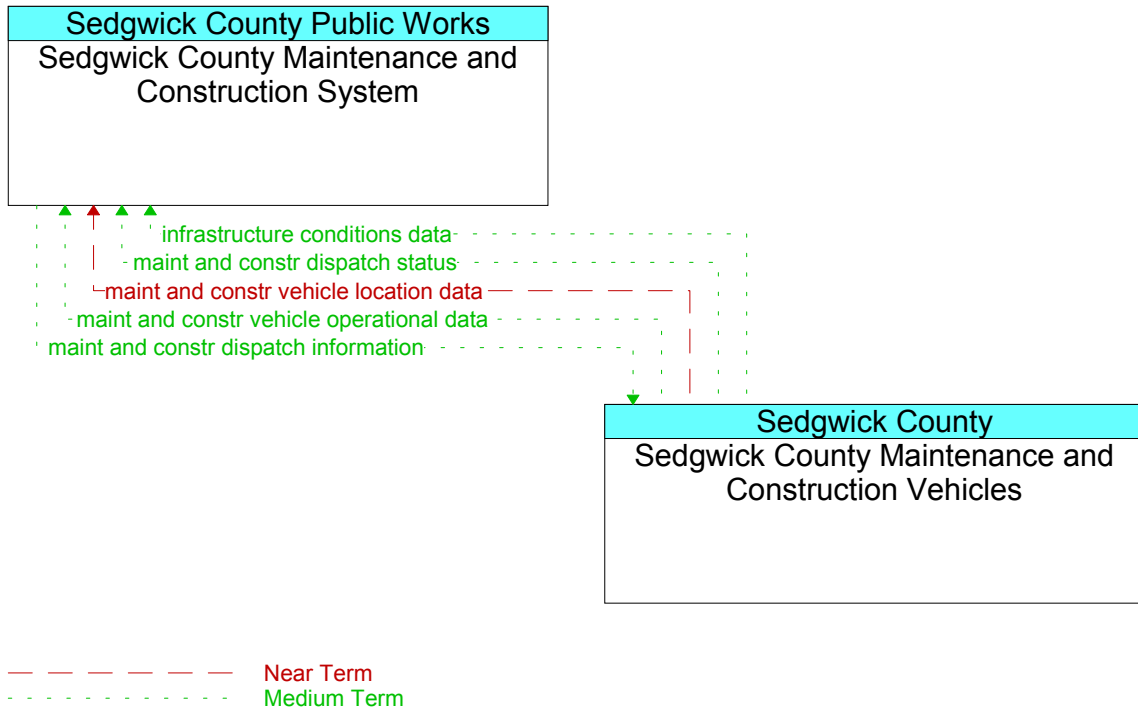 Sedgwick County Public Works
Sedgwick County Maintenance and
Construction System
infrastructure conditions data
maint and constr dispatch status
maint and constr vehicle location data
maint and constr vehicle operational data
maint and constr dispatch information
Sedgwick County
Sedgwick County Maintenance and
Construction Vehicles
Near Term
Medium Term